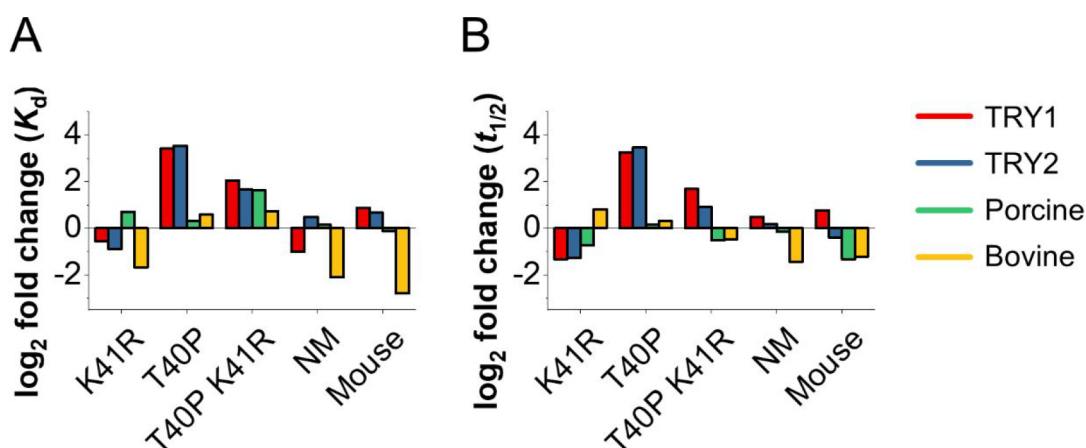 A
log₂ fold change (Kd)
4
2
0
-2
K41R
T40P
T40P K41R
NM
Mouse
B
log₂ fold change (t1/2)
4
2
0
-2
K41R
T40P
T40P K41R
NM
Mouse
TRY1
TRY2
Porcine
Bovine